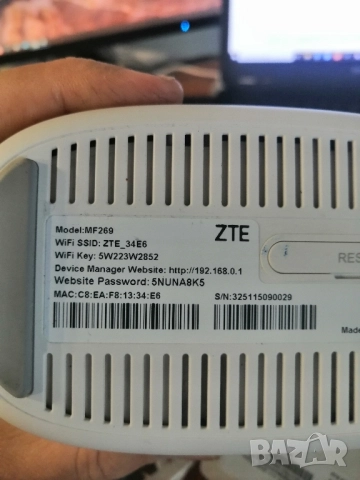 Model:MF269
WiFi SSID: ZTE_34E6
WiFi Key: 5W223W2852
Device Manager Website: http://192.168.0.1
Website Password: 5NUNA8K5
MAC:C8:EA:F8:13:34:E6
ZTE
RES
S/N:325115090029
Made
BAZAR